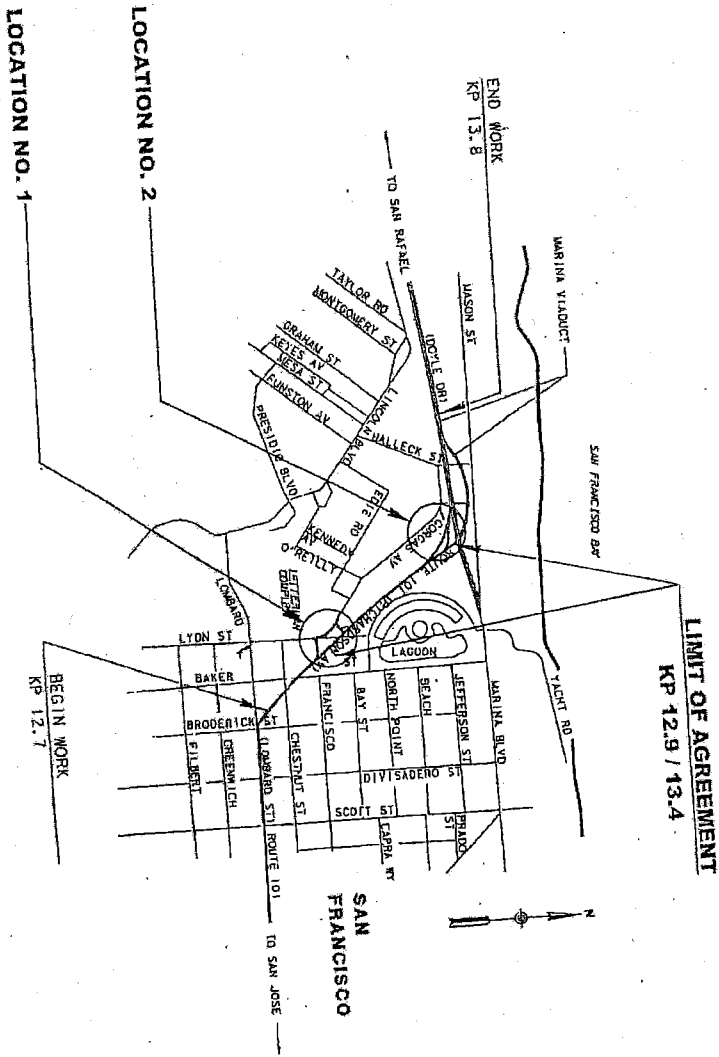 LOCATION NO. 1
LOCATION NO. 2
END WORK
KP 13.8
TO SAN RAFAEL
MARINA VIADUCT
MASON ST
(DOYLE DR)
SAN FRANCISCO BAY
LIMIT OF AGREEMENT
KP 12.9 / 13.4
YACHT RD
TAYLOR RD
MONTGOMERY ST
GRAHAM ST
KEYES AV
MESA ST
FUNSTON AV
PRESIDIO BLVD
LINCOLN BLVD
HALLECK ST
EDIE RD
KENNEDY
AV
O'REILLY
GORGAS AV
ROUTE 101 (RICHARDSON AV)
LETTERMAN
COMPLEX
LOMBARD
LYON ST
ST
LAGOON
BAKER
BRODERICK ST
FRANCISCO
BAY ST
NORTH POINT
BEACH
JEFFERSON ST
MARINA BLVD
FILBERT
GREENWICH
(LOMBARD ST) ROUTE 101
CHESTNUT ST
DIVISADERO ST
SCOTT ST
CAPRA WY
PRADO
ST
BEGIN WORK
KP 12.7
SAN
FRANCISCO
TO SAN JOSE
N